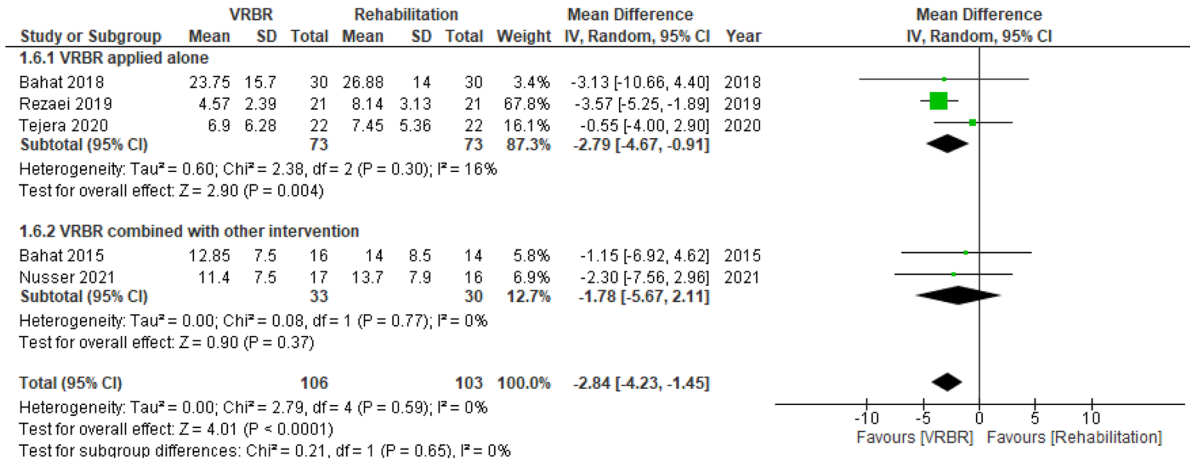 VRBR Rehabilitation Mean Difference Mean Difference
Study or Subgroup Mean SD Total Mean SD Total Weight IV, Random, 95% CI Year IV, Random, 95% CI
1.6.1 VRBR applied alone
Bahat 2018 23.75 15.7 30 26.88 14 30 3.4% -3.13 [-10.66, 4.40] 2018
Rezaei 2019 4.57 2.39 21 8.14 3.13 21 67.8% -3.57 [-5.25, -1.89] 2019
Tejera 2020 6.9 6.28 22 7.45 5.36 22 16.1% -0.55 [-4.00, 2.90] 2020
Subtotal (95% CI) 73 73 87.3% -2.79 [-4.67, -0.91]
Heterogeneity: Tau² = 0.60; Chi² = 2.38, df = 2 (P = 0.30); I² = 16%
Test for overall effect: Z = 2.90 (P = 0.004)
1.6.2 VRBR combined with other intervention
Bahat 2015 12.85 7.5 16 14 8.5 14 5.8% -1.15 [-6.92, 4.62] 2015
Nusser 2021 11.4 7.5 17 13.7 7.9 16 6.9% -2.30 [-7.56, 2.96] 2021
Subtotal (95% CI) 33 30 12.7% -1.78 [-5.67, 2.11]
Heterogeneity: Tau² = 0.00; Chi² = 0.08, df = 1 (P = 0.77); I² = 0%
Test for overall effect: Z = 0.90 (P = 0.37)
Total (95% CI) 106 103 100.0% -2.84 [-4.23, -1.45]
Heterogeneity: Tau² = 0.00; Chi² = 2.79, df = 4 (P = 0.59); I² = 0%
Test for overall effect: Z = 4.01 (P < 0.0001)
Test for subgroup differences: Chi² = 0.21, df = 1 (P = 0.65), I² = 0%
-10 -5 0 5 10
Favours [VRBR] Favours [Rehabilitation]